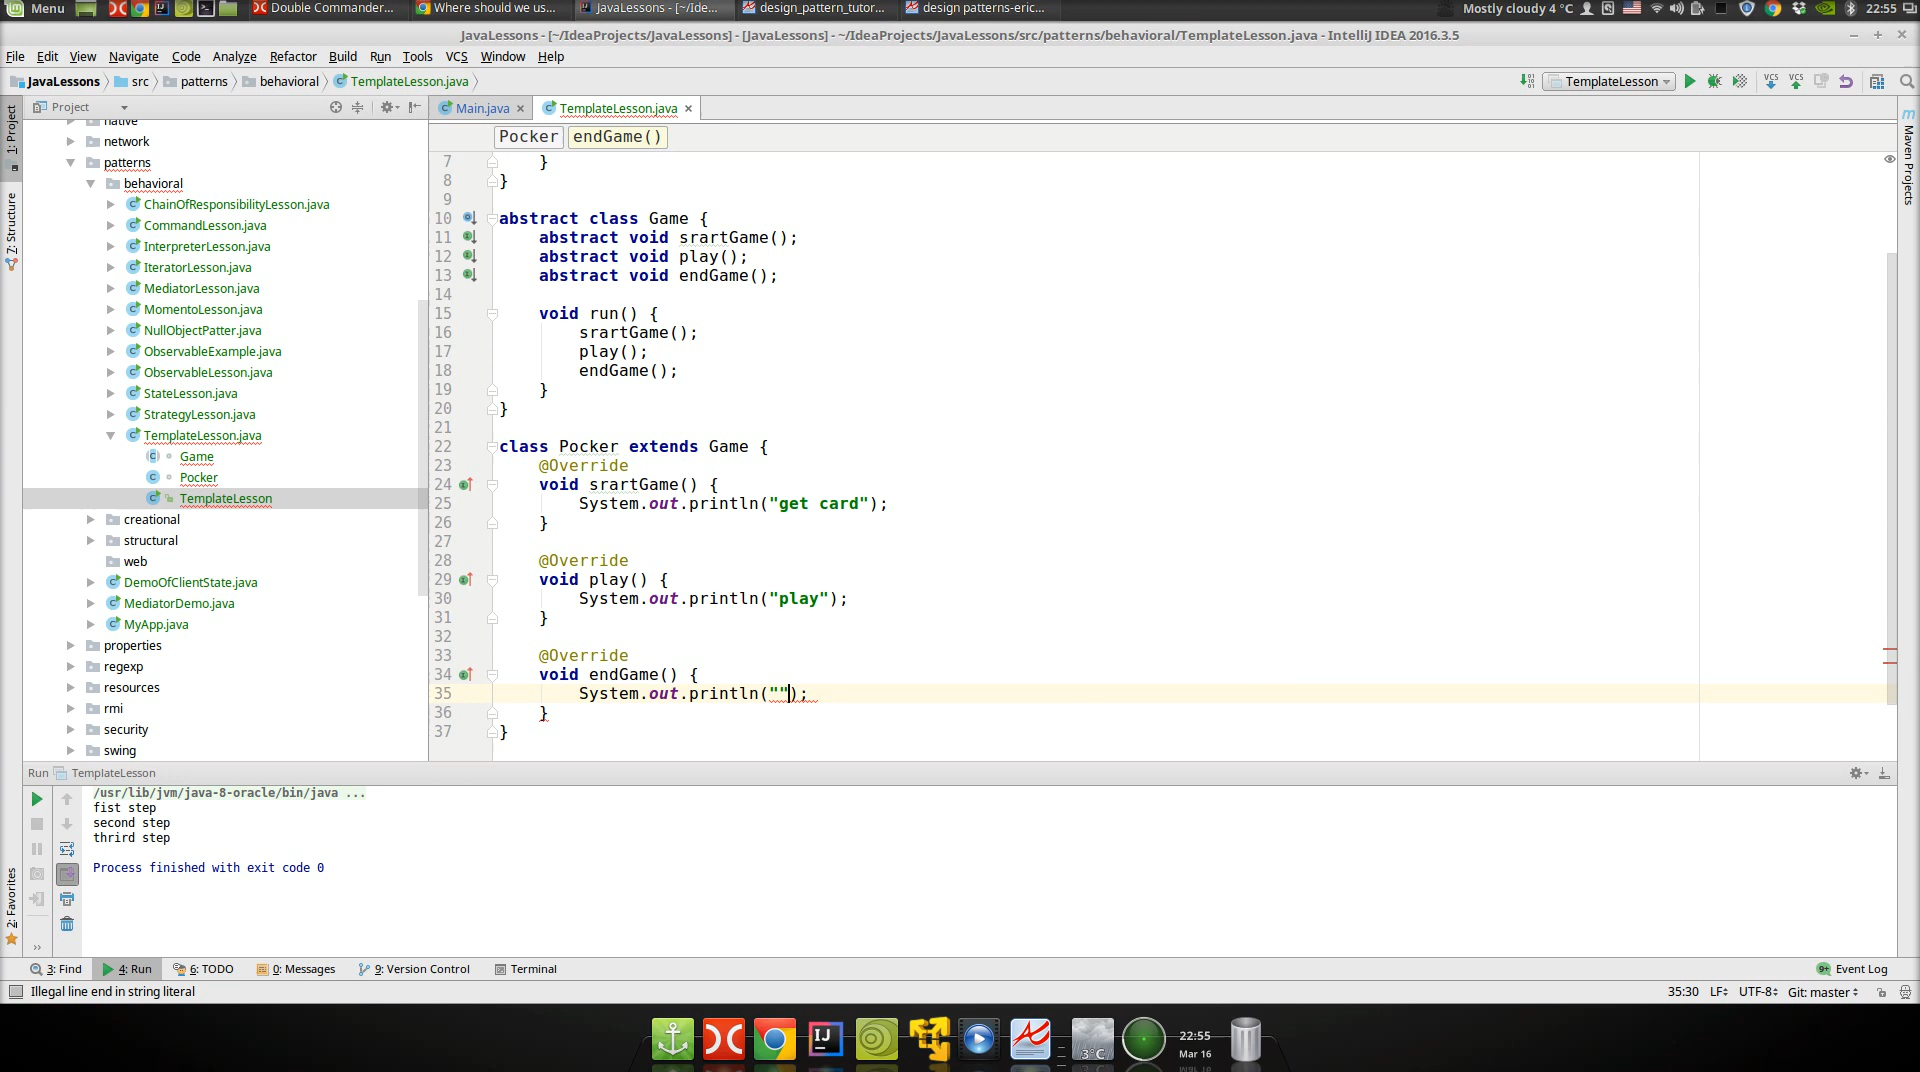 Menu
Double Commander...
Where should we us...
JavaLessons - [~/Ide...
design_pattern_tutor...
design patterns-eric...
Mostly cloudy 4 °C
22:55
JavaLessons - [~/IdeaProjects/JavaLessons] - [JavaLessons] - ~/IdeaProjects/JavaLessons/src/patterns/behavioral/TemplateLesson.java - IntelliJ IDEA 2016.3.5
File Edit View Navigate Code Analyze Refactor Build Run Tools VCS Window Help
JavaLessons src patterns behavioral TemplateLesson.java
TemplateLesson
VCS VCS
1: Project
7: Structure
2: Favorites
Maven Projects
Project
native
network
patterns
behavioral
ChainOfResponsibilityLesson.java
CommandLesson.java
InterpreterLesson.java
IteratorLesson.java
MediatorLesson.java
MomentoLesson.java
NullObjectPatter.java
ObservableExample.java
ObservableLesson.java
StateLesson.java
StrategyLesson.java
TemplateLesson.java
Game
Pocker
TemplateLesson
creational
structural
web
DemoOfClientState.java
MediatorDemo.java
MyApp.java
properties
regexp
resources
rmi
security
swing
Main.java TemplateLesson.java
Pocker endGame()
7 }
8 }
9
10 abstract class Game {
11 abstract void srartGame();
12 abstract void play();
13 abstract void endGame();
14
15 void run() {
16 srartGame();
17 play();
18 endGame();
19 }
20 }
21
22 class Pocker extends Game {
23 @Override
24 void srartGame() {
25 System.out.println("get card");
26 }
27
28 @Override
29 void play() {
30 System.out.println("play");
31 }
32
33 @Override
34 void endGame() {
35 System.out.println("");
36 }
37 }
Run TemplateLesson
/usr/lib/jvm/java-8-oracle/bin/java ...
fist step
second step
thrird step
Process finished with exit code 0
3: Find 4: Run 6: TODO 0: Messages 9: Version Control Terminal
Event Log
Illegal line end in string literal
35:30 LF UTF-8 Git: master
IJ
3°C
22:55
Mar 16